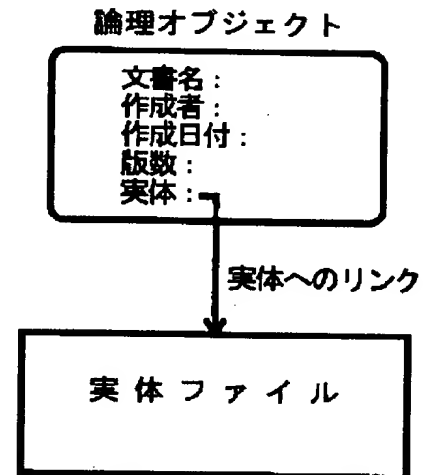 論理オブジェクト
文書名：
作成者：
作成日付：
版数：
実体：
実体へのリンク
実体ファイル